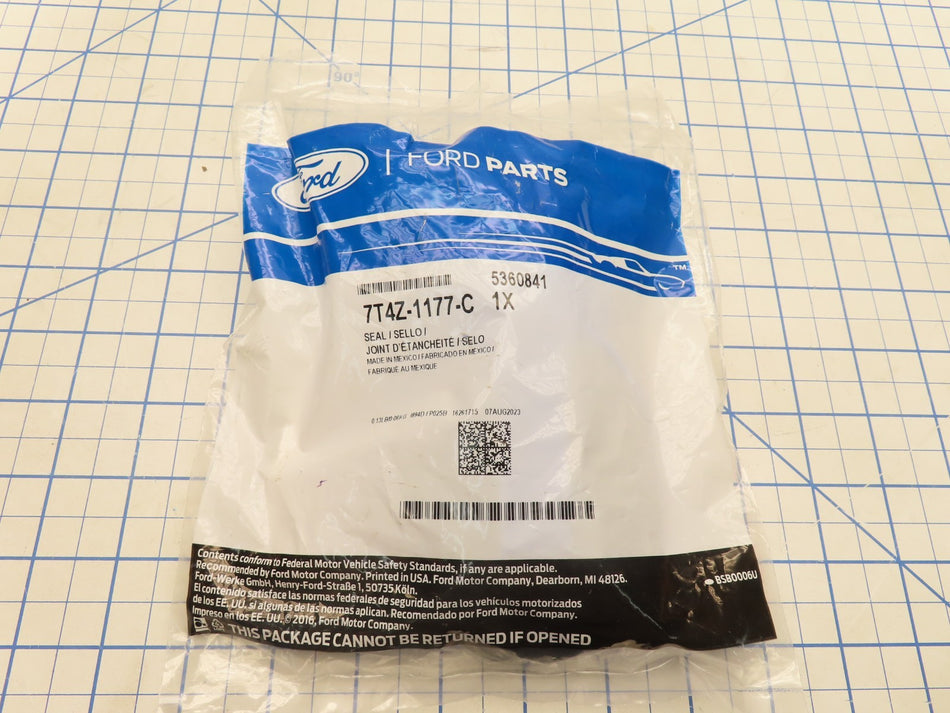 90°
Ford | FORD PARTS
TM
5360841
7T4Z-1177-C 1X
SEAL / SELLO /
JOINT D'ÉTANCHEITÉ / SELO
MADE IN MEXICO / FABRICADO EN MÉXICO /
FABRIQUÉ AU MEXIQUE
16261715 07AUG2023
Contents conform to Federal Motor Vehicle Safety Standards, if any are applicable.
Recommended by Ford Motor Company. Printed in USA. Ford Motor Company, Dearborn, MI 48126.
Ford-Werke GmbH, Henry-Ford-Straße 1, 50735 Köln.
El contenido satisface las normas federales de seguridad para los vehículos motorizados
de los EE. UU. si algunas de las normas aplican. Recomendado por Ford Motor Company.
Impreso en los EE. UU. © 2016, Ford Motor Company.
THIS PACKAGE CANNOT BE RETURNED IF OPENED
BSB0006U